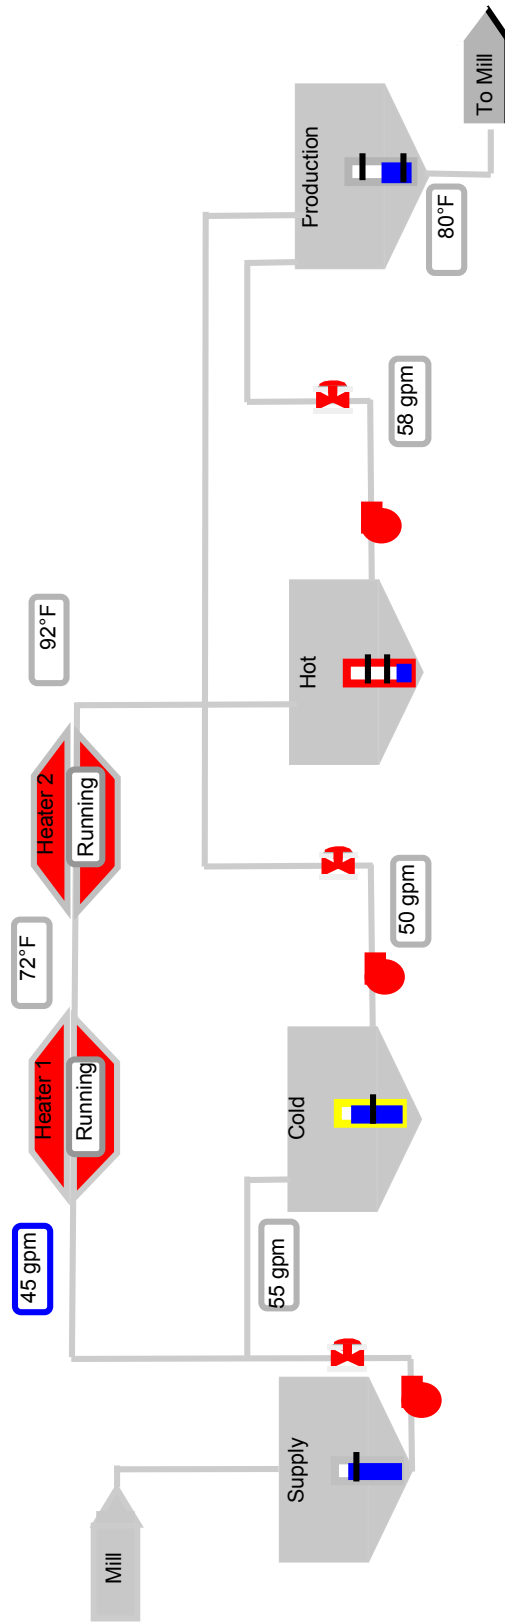 Mill
Supply
45 gpm
55 gpm
Heater 1
Running
Cold
72°F
50 gpm
Heater 2
Running
92°F
Hot
58 gpm
Production
80°F
To Mill